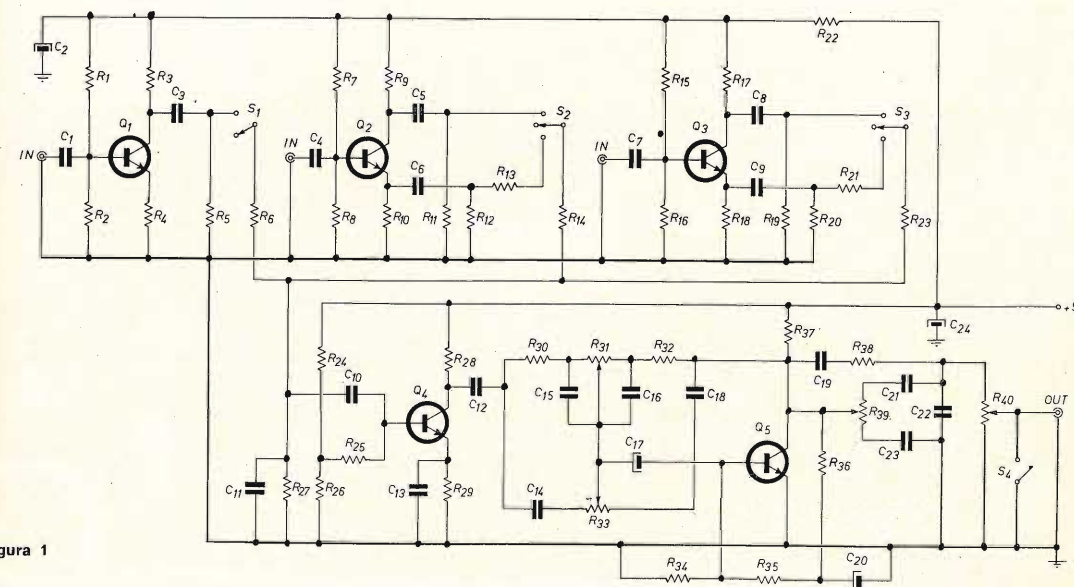 C2
R1
R3
C3
S1
R7
R9
C5
S2
R15
R17
C8
S3
R22
IN
C1
Q1
IN
C4
Q2
C6
R13
IN
C7
Q3
C9
R21
R2
R4
R5
R6
R8
R10
R11
R12
R14
R16
R18
R19
R20
R23
R24
R28
R30
R31
R32
R37
C24
C10
Q4
C12
C15
C16
C18
C19
R38
C21
R39
C22
R40
OUT
R25
C17
Q5
R36
C23
S4
C11
R27
R26
C13
R29
C14
R33
R34
R35
C20
gura 1